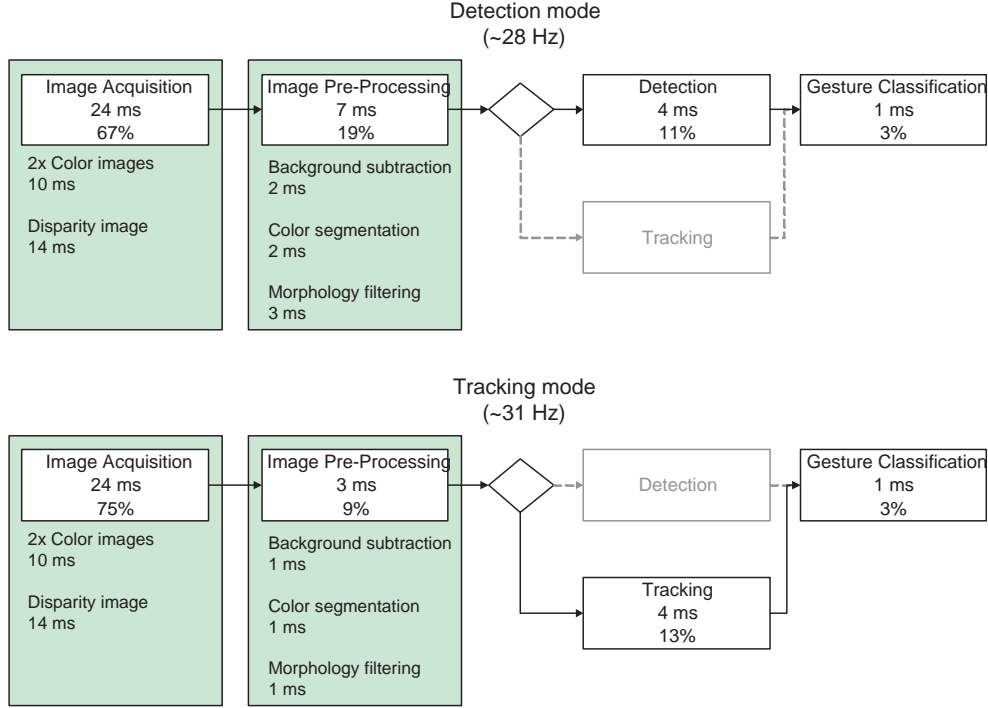 Detection mode
(~28 Hz)
Image Acquisition
24 ms
67%
2x Color images
10 ms
Disparity image
14 ms
Image Pre-Processing
7 ms
19%
Background subtraction
2 ms
Color segmentation
2 ms
Morphology filtering
3 ms
Detection
4 ms
11%
Tracking
Gesture Classification
1 ms
3%
Tracking mode
(~31 Hz)
Image Acquisition
24 ms
75%
2x Color images
10 ms
Disparity image
14 ms
Image Pre-Processing
3 ms
9%
Background subtraction
1 ms
Color segmentation
1 ms
Morphology filtering
1 ms
Detection
Tracking
4 ms
13%
Gesture Classification
1 ms
3%